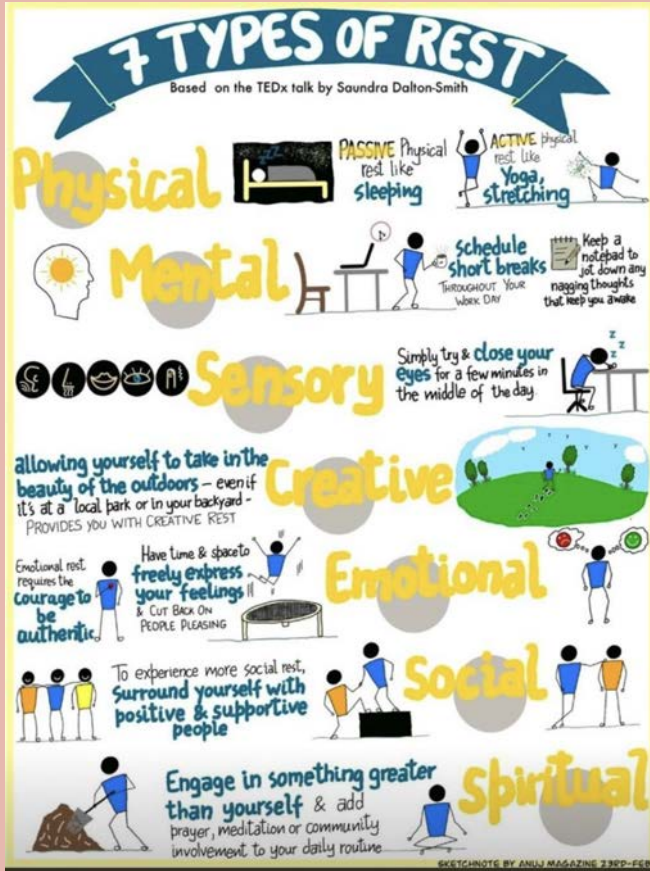 7 TYPES OF REST
Based on the TEDx talk by Saundra Dalton-Smith
Physical
PASSIVE Physical
rest like
sleeping
ACTIVE physical
rest like
Yoga,
stretching
Mental
Schedule
short breaks
THROUGHOUT YOUR
WORK DAY
Keep a
notepad to
jot down any
nagging thoughts
that keep you awake
Sensory
Simply try & close your
eyes for a few minutes in
the middle of the day
z
z
z
allowing yourself to take in the
beauty of the outdoors – even if
it's at a local park or in your backyard -
PROVIDES YOU WITH CREATIVE REST
Creative
Emotional rest
requires the
courage to
be
authentic
Have time & space to
freely express
your feelings
& CUT BACK ON
PEOPLE PLEASING
Emotional
To experience more social rest,
surround yourself with
positive & supportive
people
Social
Engage in something greater
than yourself & add
prayer, meditation or community
involvement to your daily routine
Spiritual
SKETCHNOTE BY ANUJ MAGAZINE 23RD-FEB